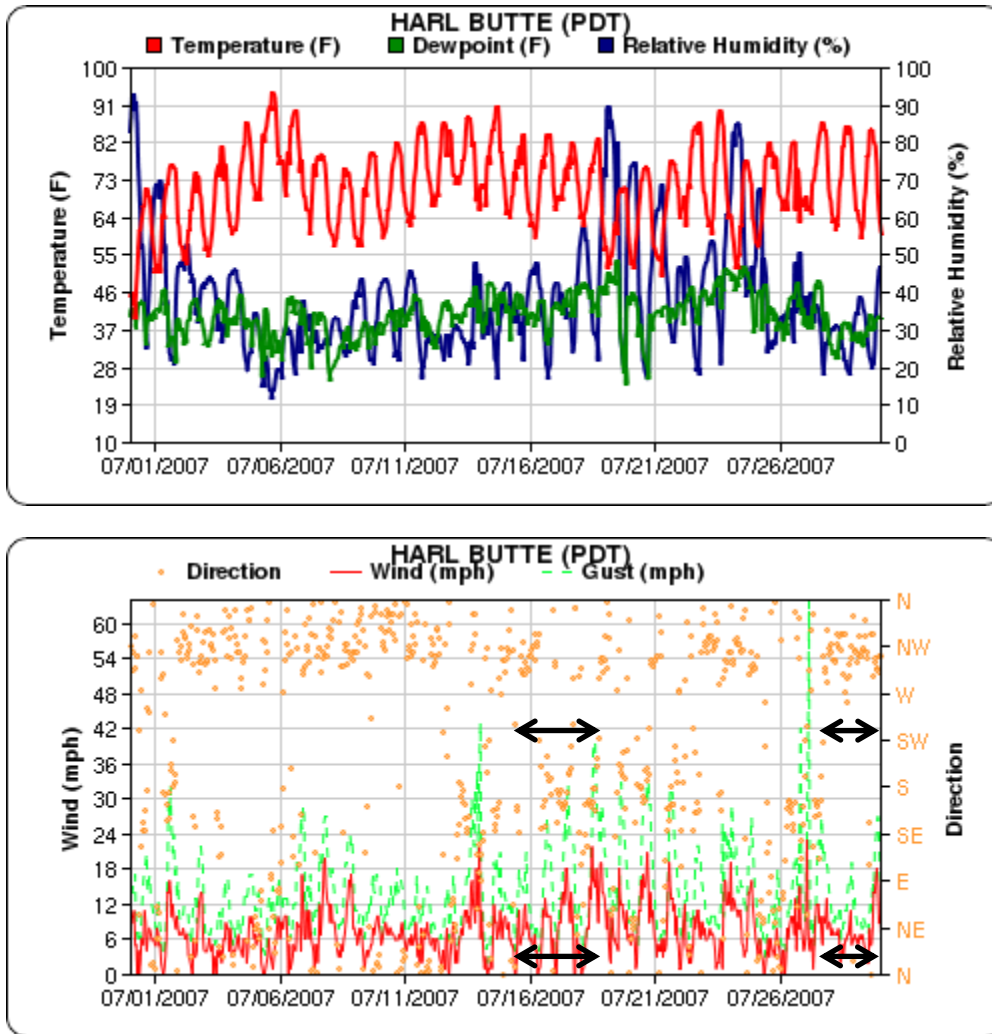 HARL BUTTE (PDT)
Temperature (F) Dewpoint (F) Relative Humidity (%)
100 100
91 90
82 80
73 70
64 60
55 50
46 40
37 30
28 20
19 10
10 0
Temperature (F)
Relative Humidity (%)
07/01/2007 07/06/2007 07/11/2007 07/16/2007 07/21/2007 07/26/2007
HARL BUTTE (PDT)
Direction Wind (mph) Gust (mph)
N
60
54 NW
48 W
42
SW
36
30 S
24 SE
18
E
12
NE
6
0 N
Wind (mph)
Direction
07/01/2007 07/06/2007 07/11/2007 07/16/2007 07/21/2007 07/26/2007